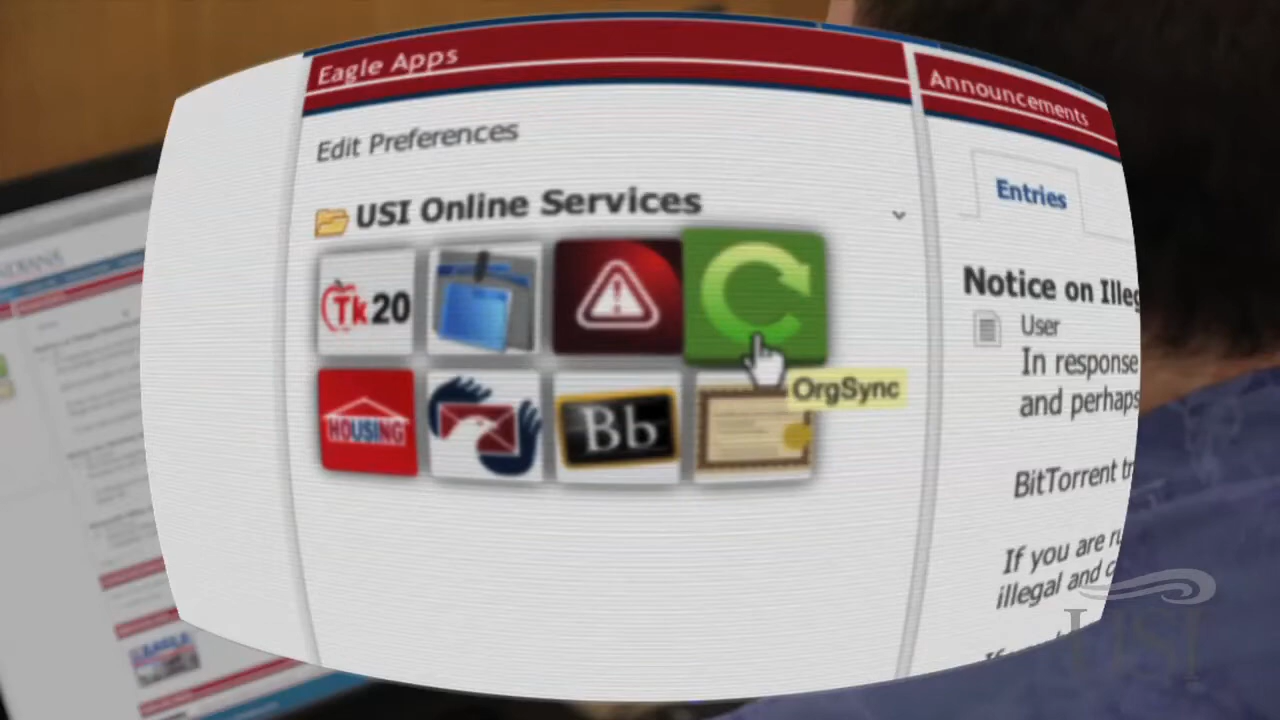 Eagle Apps
Edit Preferences
USI Online Services
Tk20
HOUSING
Bb
OrgSync
Announcements
Entries
Notice on Illeg
User
In response
and perhaps
BitTorrent tr
If you are ru
illegal and c
USI
EAGLE